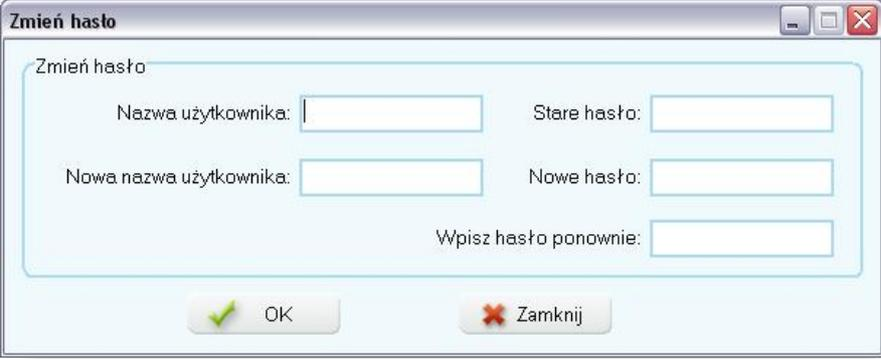 Zmień hasło
Zmień hasło
Nazwa użytkownika: Stare hasło:
Nowa nazwa użytkownika: Nowe hasło:
Wpisz hasło ponownie:
OK Zamknij